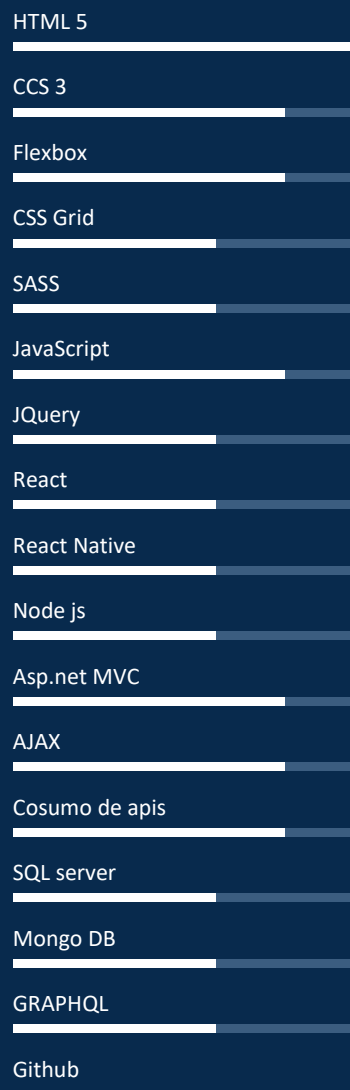 HTML 5
CCS 3
Flexbox
CSS Grid
SASS
JavaScript
JQuery
React
React Native
Node js
Asp.net MVC
AJAX
Cosumo de apis
SQL server
Mongo DB
GRAPHQL
Github